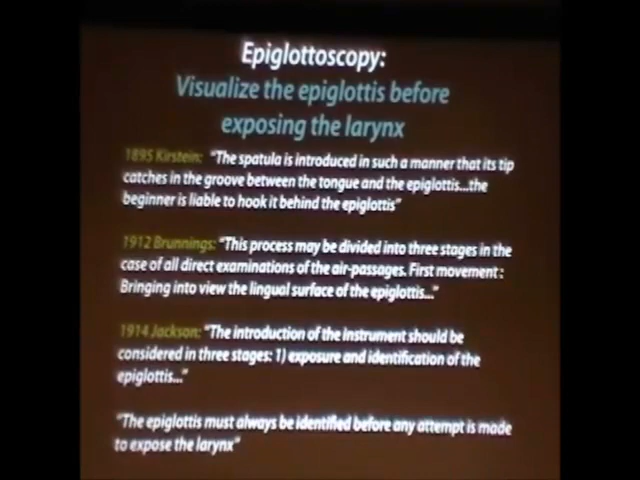 Epiglottoscopy:
Visualize the epiglottis before
exposing the larynx
1895 Kirstein: "The spatula is introduced in such a manner that its tip
catches in the groove between the tongue and the epiglottis...the
beginner is liable to hook it behind the epiglottis"
1912 Brunnings: "This process may be divided into three stages in the
case of all direct examinations of the air-passages. First movement:
Bringing into view the lingual surface of the epiglottis..."
1914 Jackson: "The introduction of the instrument should be
considered in three stages: 1) exposure and identification of the
epiglottis..."
"The epiglottis must always be identified before any attempt is made
to expose the larynx"